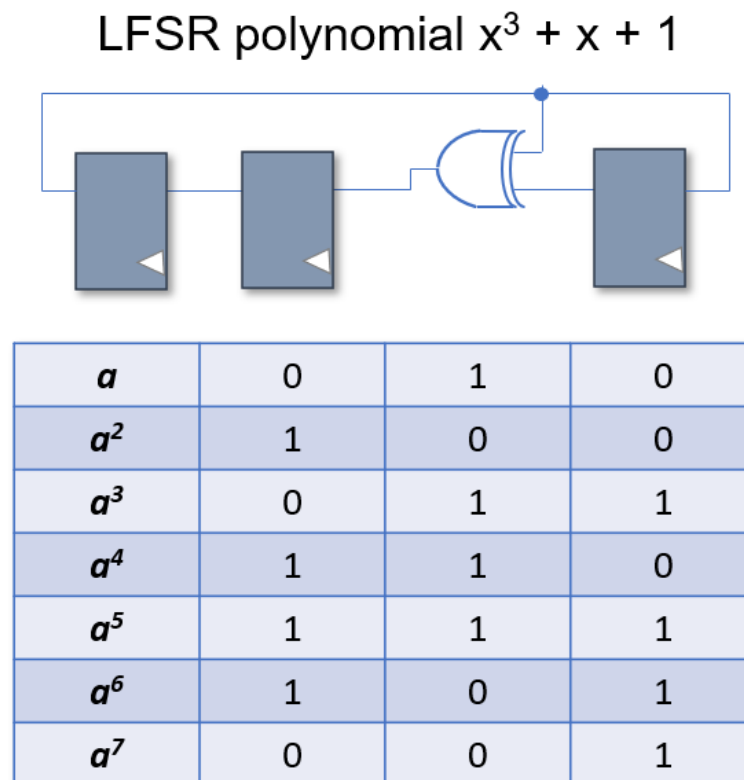 LFSR polynomial x³ + x + 1
a 0 1 0
a² 1 0 0
a³ 0 1 1
a⁴ 1 1 0
a⁵ 1 1 1
a⁶ 1 0 1
a⁷ 0 0 1